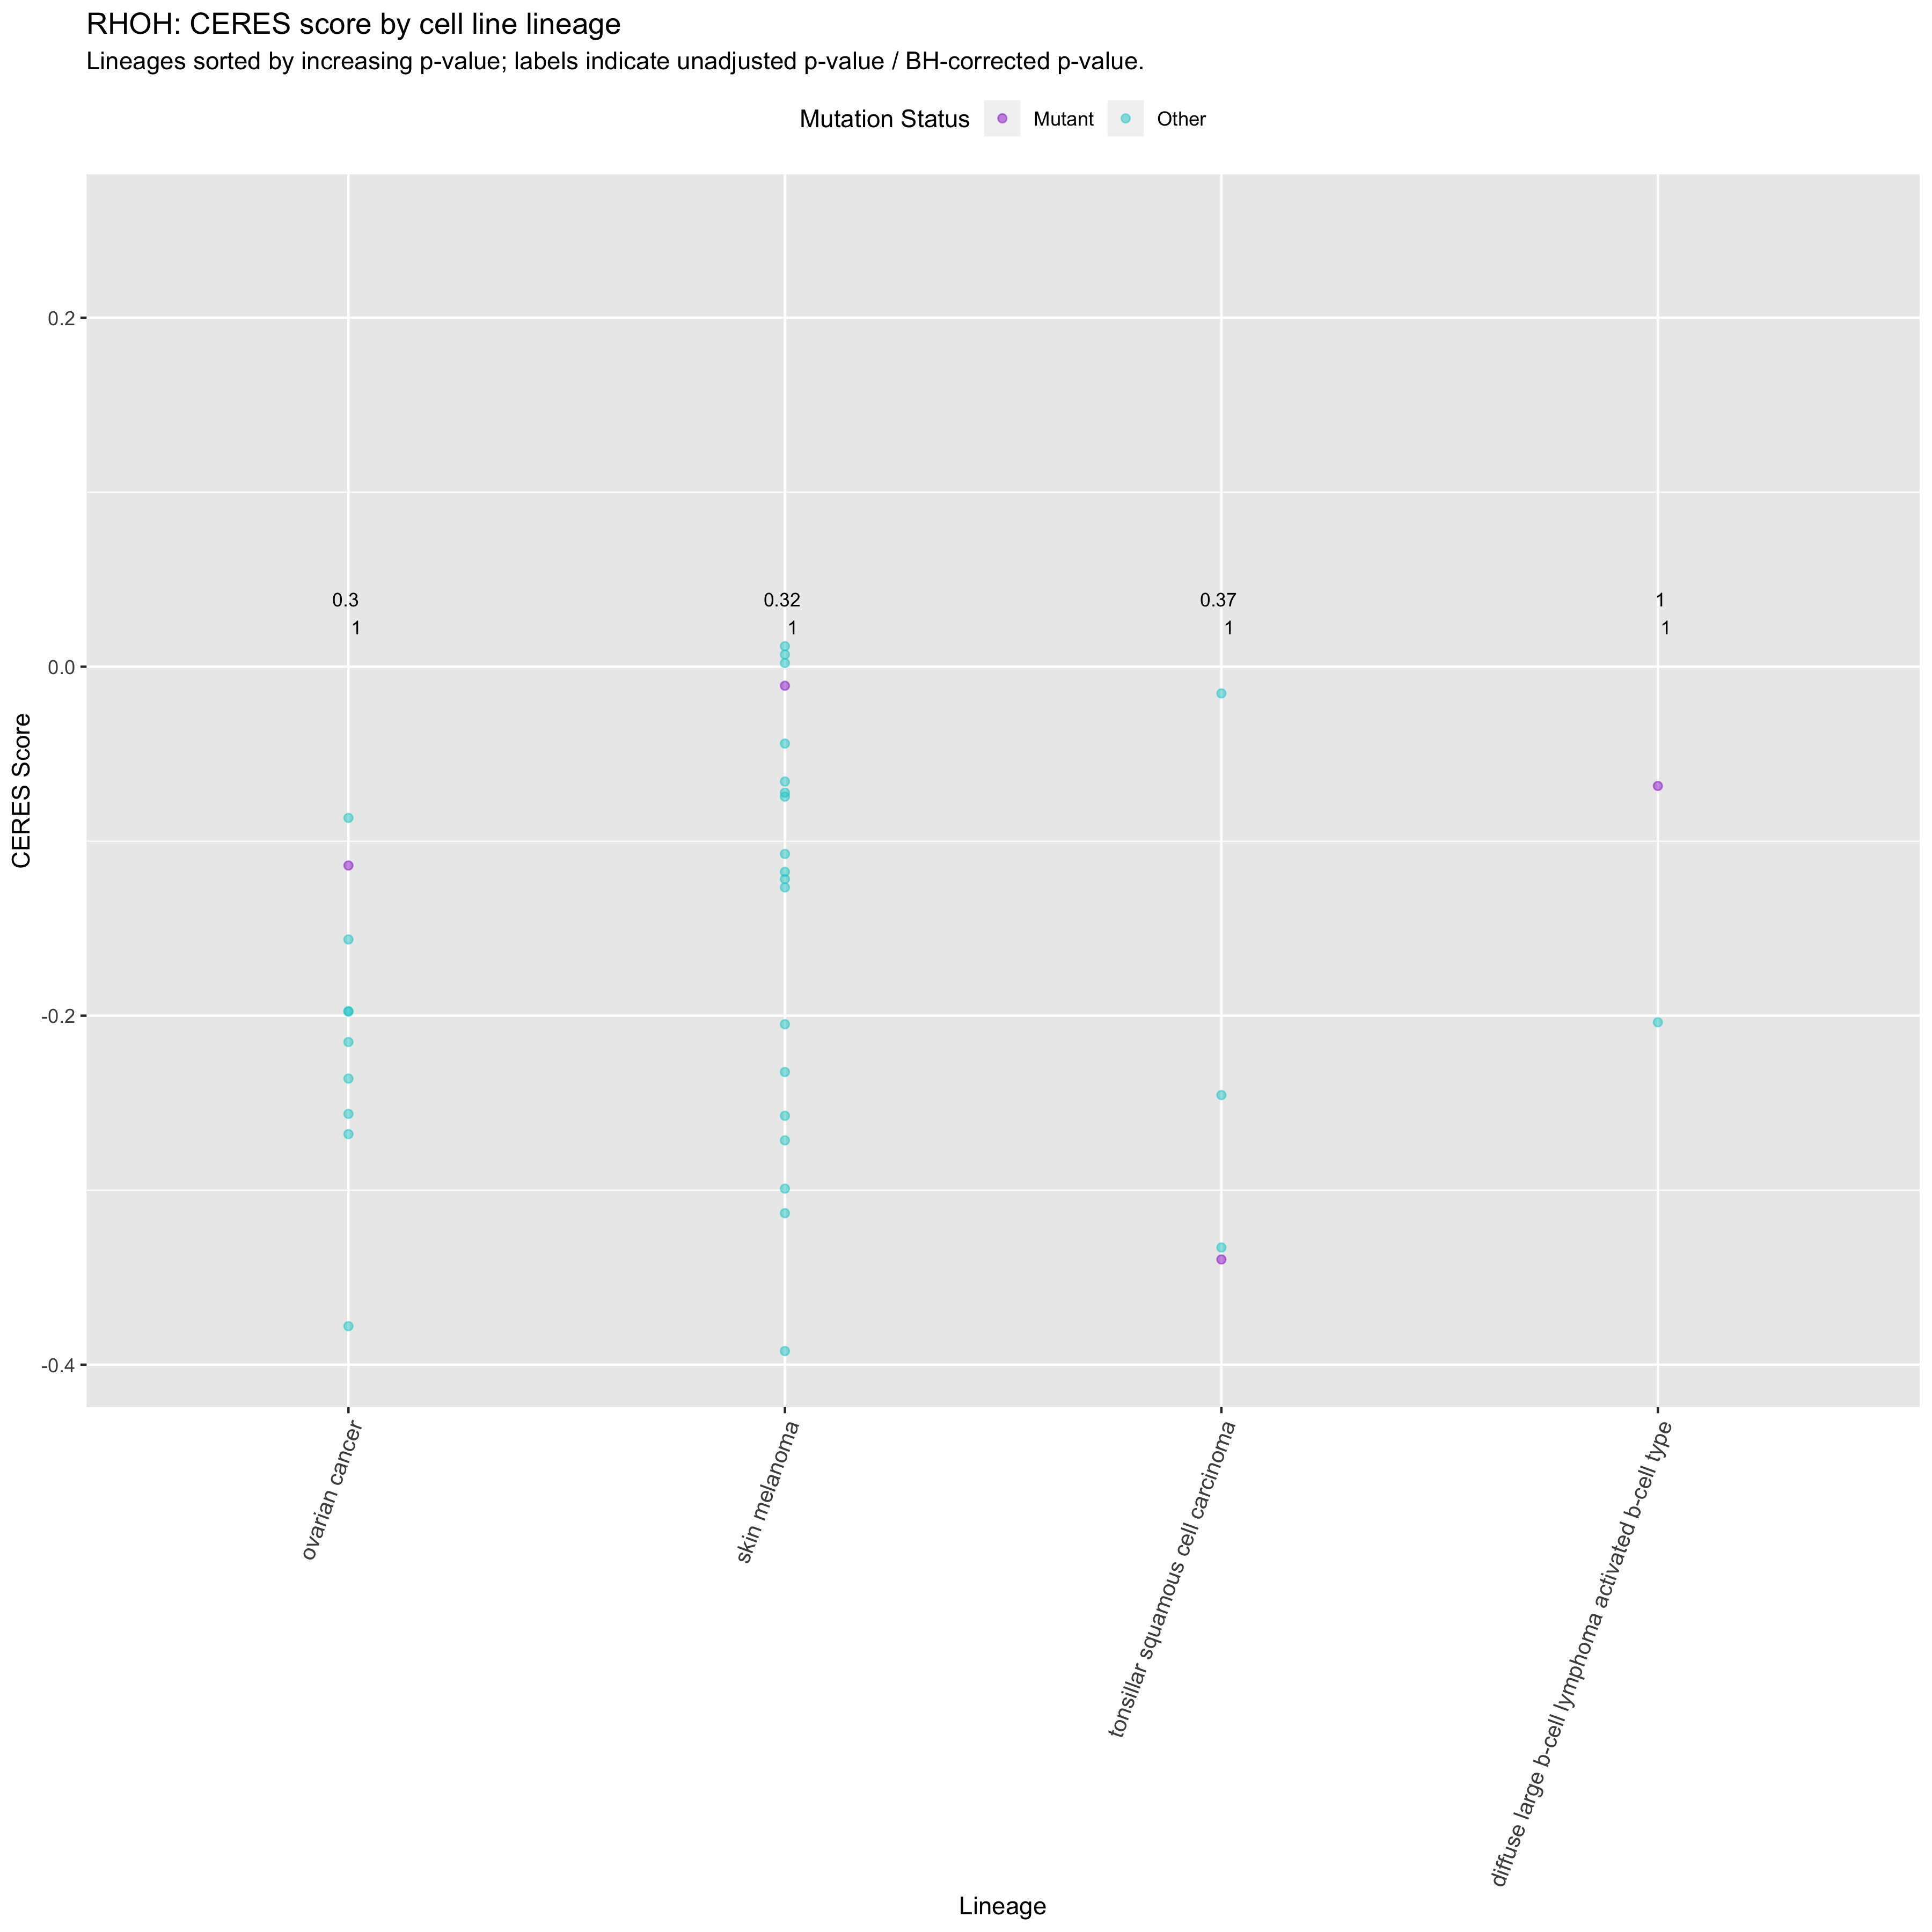 RHOH: CERES score by cell line lineage
Lineages sorted by increasing p-value; labels indicate unadjusted p-value / BH-corrected p-value.
Mutation Status Mutant Other
0.2
0.3 0.32 0.37 1
1 1 1 1
0.0
CERES Score
-0.2
-0.4
ovarian cancer
skin melanoma
tonsillar squamous cell carcinoma
diffuse large b-cell lymphoma activated b-cell type
Lineage